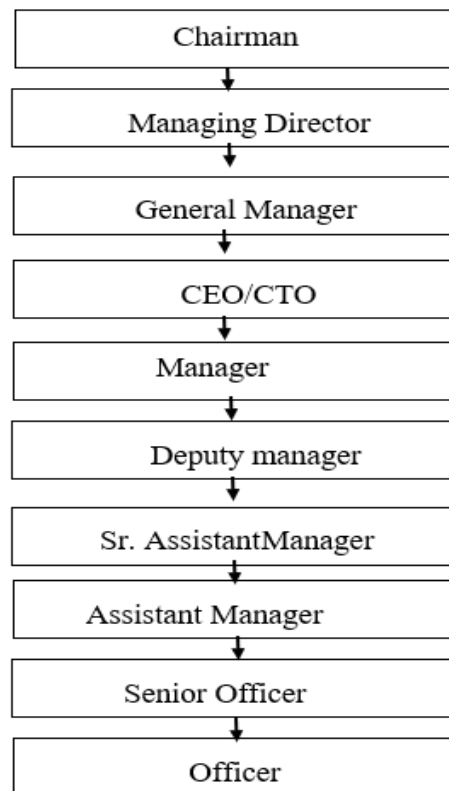 Chairman
Managing Director
General Manager
CEO/CTO
Manager
Deputy manager
Sr. AssistantManager
Assistant Manager
Senior Officer
Officer